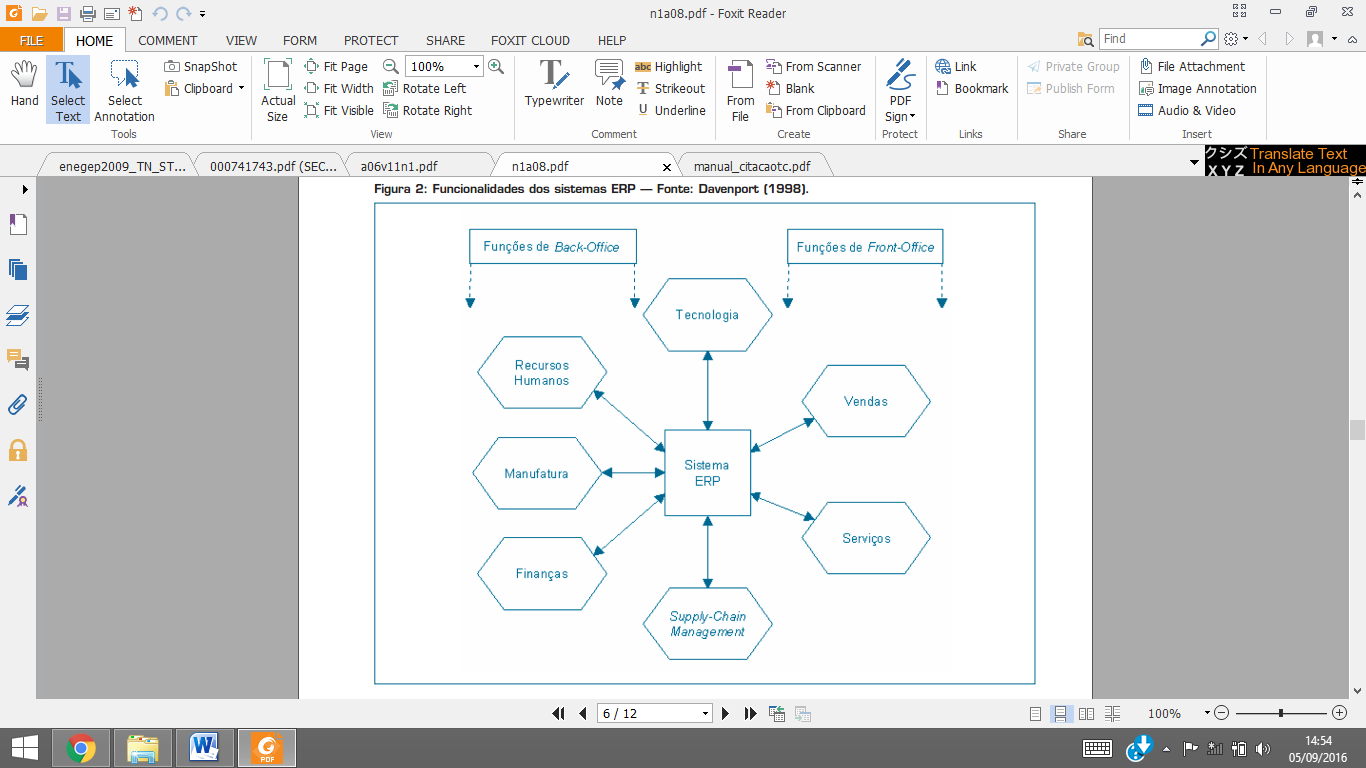 n1a08.pdf - Foxit Reader
FILE
HOME
COMMENT
VIEW
FORM
PROTECT
SHARE
FOXIT CLOUD
HELP
Find
Hand
Select
Text
Select
Annotation
SnapShot
Clipboard
Tools
Actual
Size
Fit Page
Fit Width
Fit Visible
100%
Rotate Left
Rotate Right
View
Typewriter
Note
abc Highlight
Strikeout
U Underline
Comment
From
File
From Scanner
Blank
From Clipboard
Create
PDF
Sign
Protect
Link
Bookmark
Links
Private Group
Publish Form
Share
File Attachment
Image Annotation
Audio & Video
Insert
enegep2009_TN_ST...
000741743.pdf (SEC...
a06v11n1.pdf
n1a08.pdf
manual_citacaotc.pdf
クシズ Translate Text
X Y Z In Any Language
Figura 2: Funcionalidades dos sistemas ERP — Fonte: Davenport (1998).
Funções de Back-Office
Funções de Front-Office
Tecnologia
Recursos
Humanos
Vendas
Manufatura
Sistema
ERP
Serviços
Finanças
Supply-Chain
Management
6 / 12
100%
PDF
14:54
05/09/2016